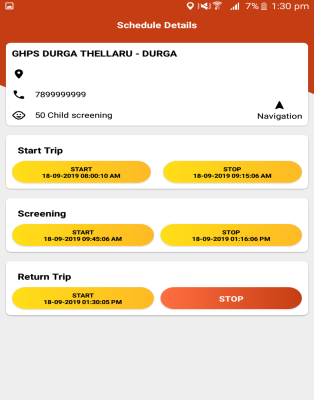 7% 1:30 pm
Schedule Details
GHPS DURGA THELLARU - DURGA
7899999999
50 Child screening
Navigation
Start Trip
START
18-09-2019 08:00:10 AM
STOP
18-09-2019 09:15:06 AM
Screening
START
18-09-2019 09:45:06 AM
STOP
18-09-2019 01:16:06 PM
Return Trip
START
18-09-2019 01:30:05 PM
STOP